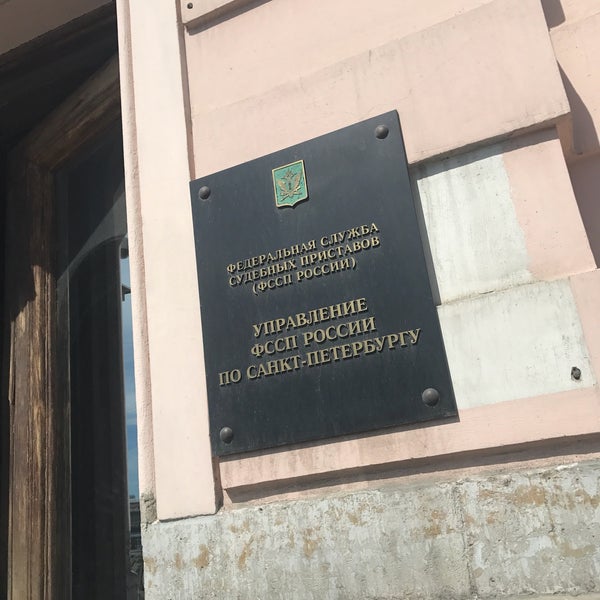 ФЕДЕРАЛЬНАЯ СЛУЖБА
СУДЕБНЫХ ПРИСТАВОВ
(ФССП РОССИИ)
УПРАВЛЕНИЕ
ФССП РОССИИ
ПО САНКТ-ПЕТЕРБУРГУ